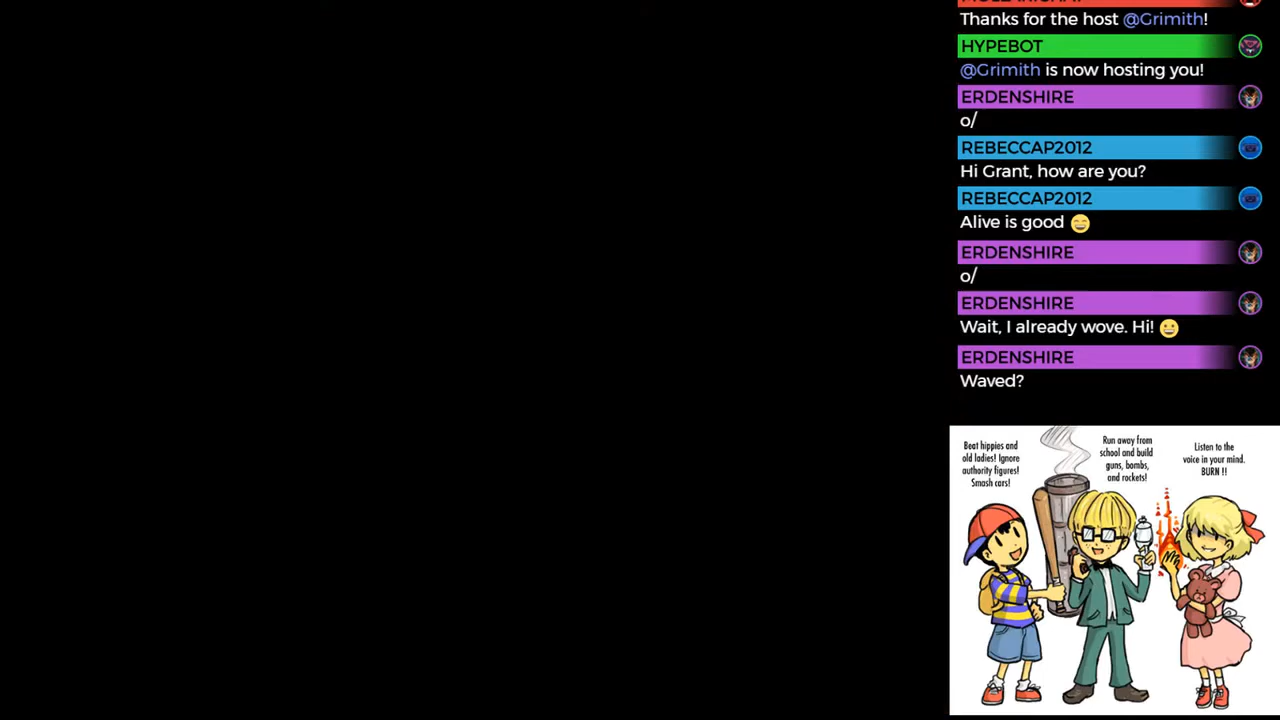 Thanks for the host @Grimith!
HYPEBOT
@Grimith is now hosting you!
ERDENSHIRE
o/
REBECCAP2012
Hi Grant, how are you?
REBECCAP2012
Alive is good
ERDENSHIRE
o/
ERDENSHIRE
Wait, I already wove. Hi!
ERDENSHIRE
Waved?
Beat hippies and
old ladies! Ignore
authority figures!
Smash cars!
Run away from
school and build
guns, bombs,
and rockets!
Listen to the
voice in your mind.
BURN !!